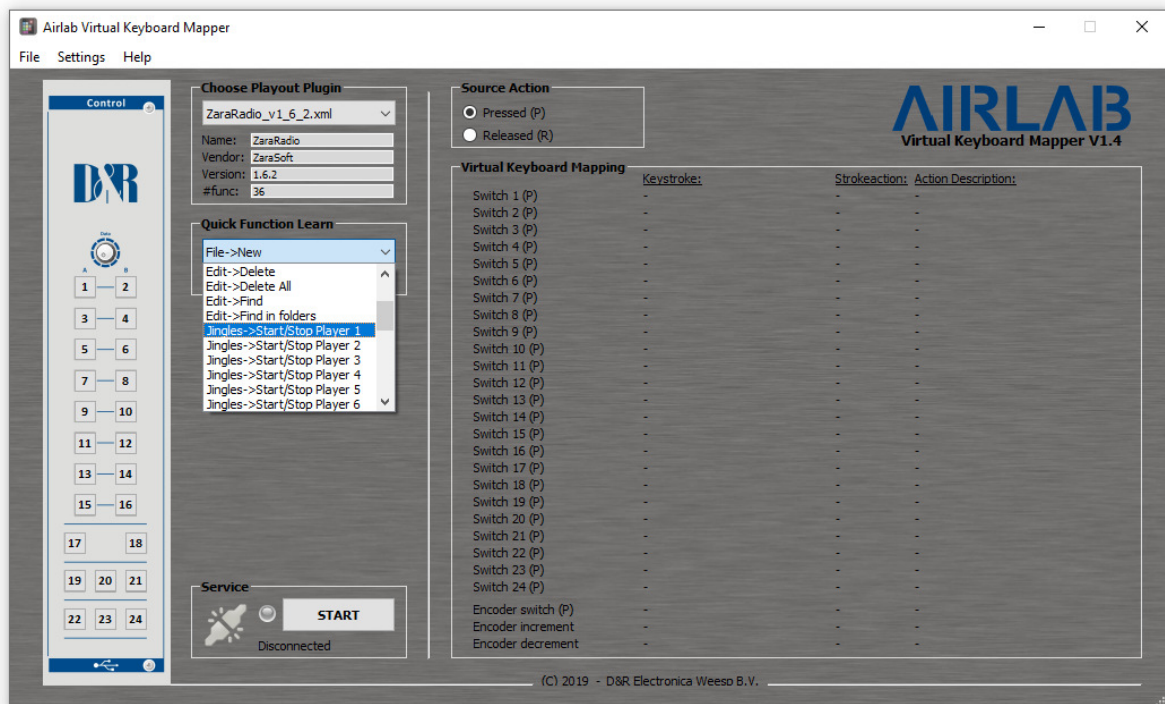 Airlab Virtual Keyboard Mapper
File Settings Help
Control
D&R
Data
A B
1 2
3 4
5 6
7 8
9 10
11 12
13 14
15 16
17 18
19 20 21
22 23 24
Choose Playout Plugin
ZaraRadio_v1_6_2.xml
Name: ZaraRadio
Vendor: ZaraSoft
Version: 1.6.2
#func: 36
Quick Function Learn
File->New
Edit->Delete
Edit->Delete All
Edit->Find
Edit->Find in folders
Jingles->Start/Stop Player 1
Jingles->Start/Stop Player 2
Jingles->Start/Stop Player 3
Jingles->Start/Stop Player 4
Jingles->Start/Stop Player 5
Jingles->Start/Stop Player 6
Service
START
Disconnected
Source Action
Pressed (P)
Released (R)
AIRLAB
Virtual Keyboard Mapper V1.4
Virtual Keyboard Mapping
Keystroke: Strokeaction: Action Description:
Switch 1 (P) - - -
Switch 2 (P) - - -
Switch 3 (P) - - -
Switch 4 (P) - - -
Switch 5 (P) - - -
Switch 6 (P) - - -
Switch 7 (P) - - -
Switch 8 (P) - - -
Switch 9 (P) - - -
Switch 10 (P) - - -
Switch 11 (P) - - -
Switch 12 (P) - - -
Switch 13 (P) - - -
Switch 14 (P) - - -
Switch 15 (P) - - -
Switch 16 (P) - - -
Switch 17 (P) - - -
Switch 18 (P) - - -
Switch 19 (P) - - -
Switch 20 (P) - - -
Switch 21 (P) - - -
Switch 22 (P) - - -
Switch 23 (P) - - -
Switch 24 (P) - - -
Encoder switch (P) - - -
Encoder increment - - -
Encoder decrement - - -
(C) 2019 - D&R Electronica Weesp B.V.